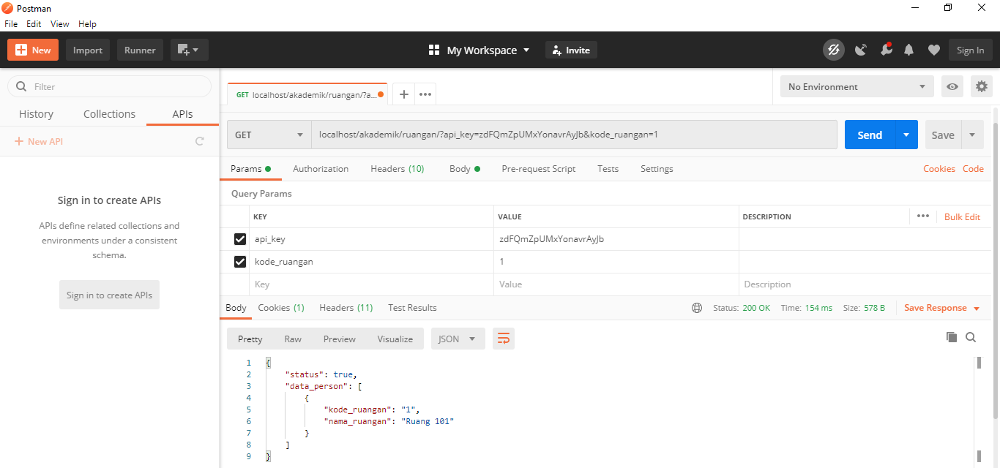 Postman
File Edit View Help
New Import Runner My Workspace Invite Sign In
Filter
History Collections APIs
New API
Sign in to create APIs
APIs define related collections and
environments under a consistent
schema.
Sign in to create APIs
GET localhost/akademik/ruangan/?a...
No Environment
GET localhost/akademik/ruangan/?api_key=zdFQmZpUMxYonavrAyJb&kode_ruangan=1 Send Save
Params Authorization Headers (10) Body Pre-request Script Tests Settings Cookies Code
Query Params
KEY VALUE DESCRIPTION Bulk Edit
api_key zdFQmZpUMxYonavrAyJb
kode_ruangan 1
Key Value Description
Body Cookies (1) Headers (11) Test Results Status: 200 OK Time: 154 ms Size: 578 B Save Response
Pretty Raw Preview Visualize JSON
1 {
2 "status": true,
3 "data_person": [
4 {
5 "kode_ruangan": "1",
6 "nama_ruangan": "Ruang 101"
7 }
8 ]
9 }